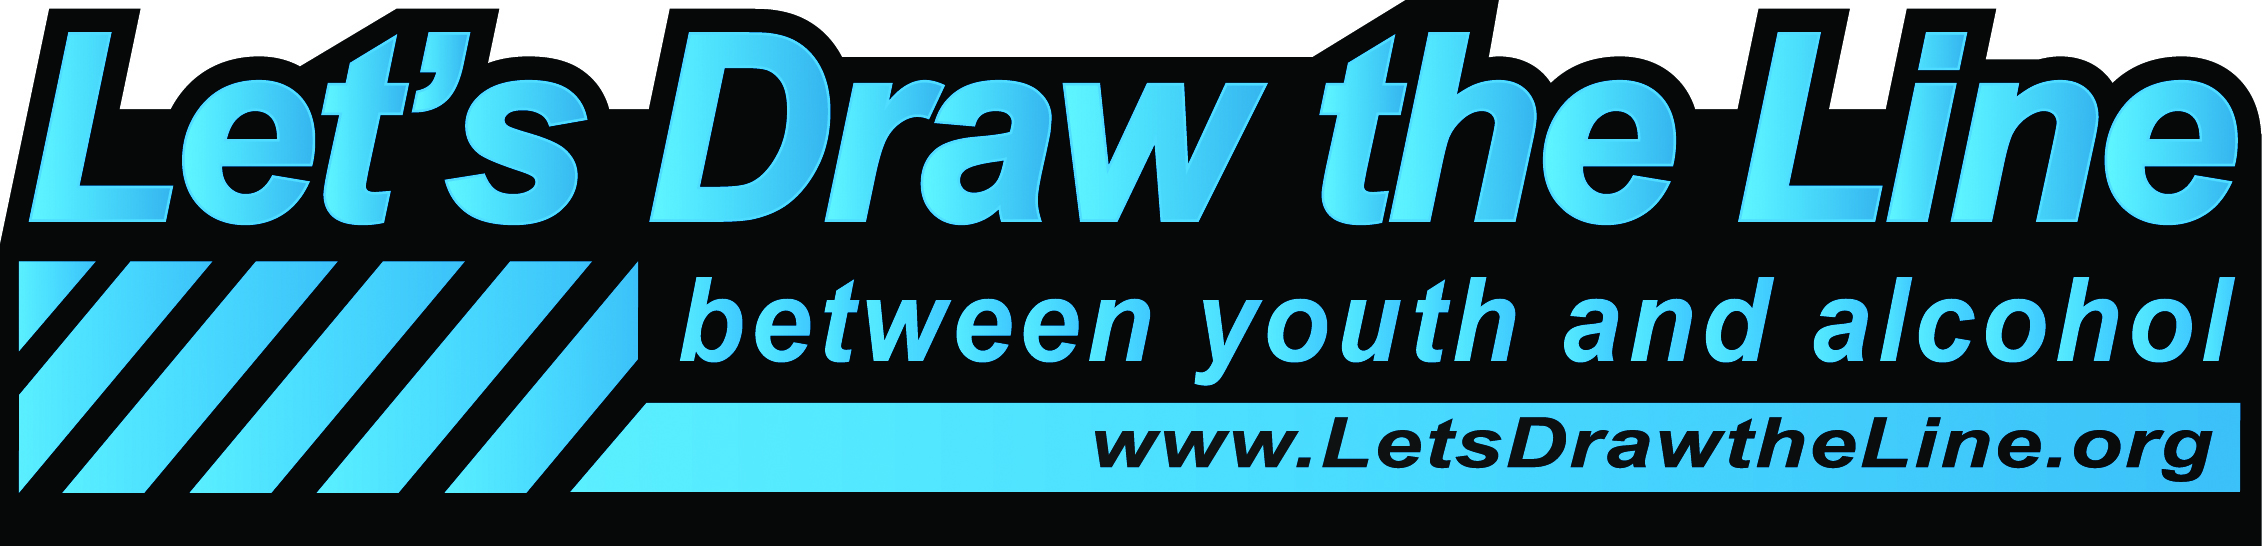 Let's Draw the Line
between youth and alcohol
www.LetsDrawtheLine.org